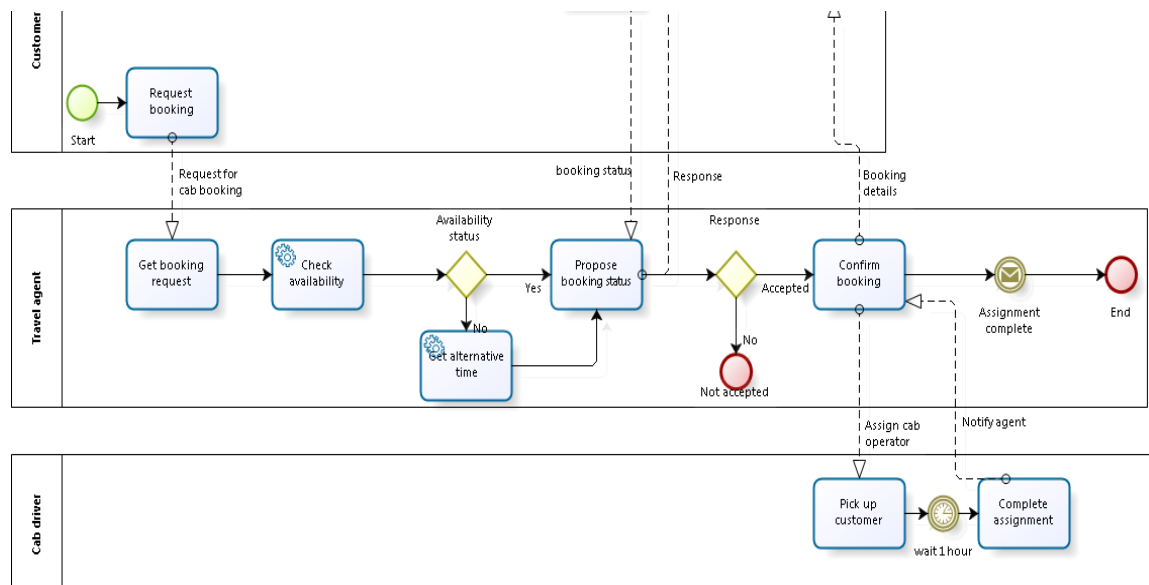 Customer
Request
booking
Start
Request for
cab booking
booking status
Response
Booking
details
Travel agent
Get booking
request
Check
availability
Availability
status
Yes
No
Get alternative
time
Propose
booking status
Response
Accepted
No
Not accepted
Confirm
booking
Assignment
complete
End
Assign cab
operator
Notify agent
Cab driver
Pick up
customer
wait 1 hour
Complete
assignment